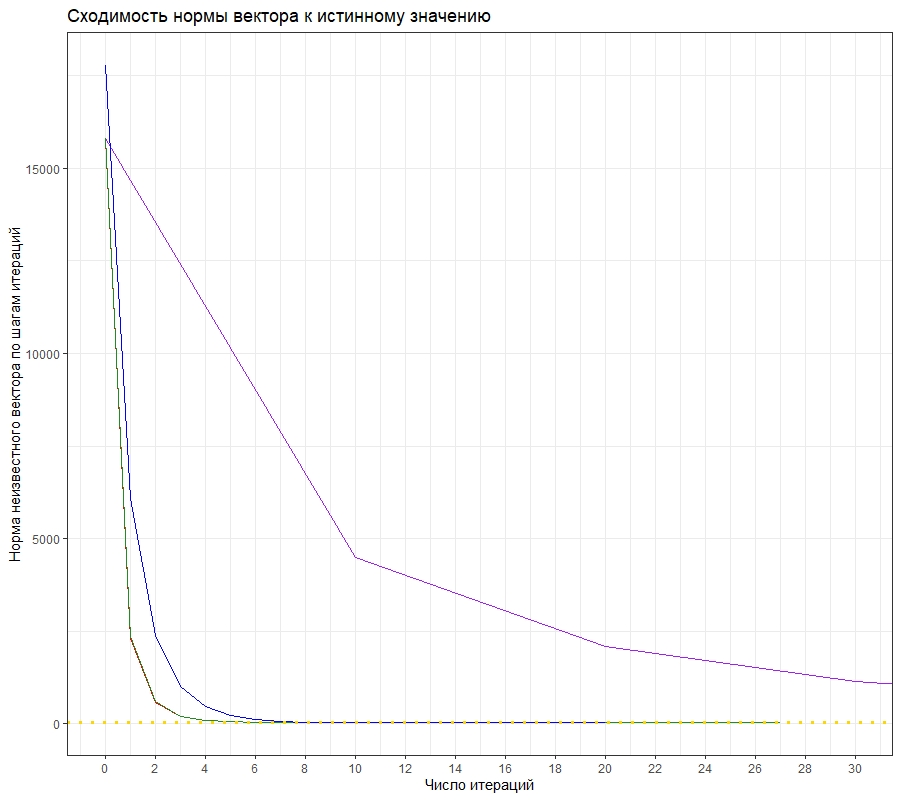 Сходимость нормы вектора к истинному значению
Норма неизвестного вектора по шагам итераций
15000
10000
5000
0
0 2 4 6 8 10 12 14 16 18 20 22 24 26 28 30
Число итераций